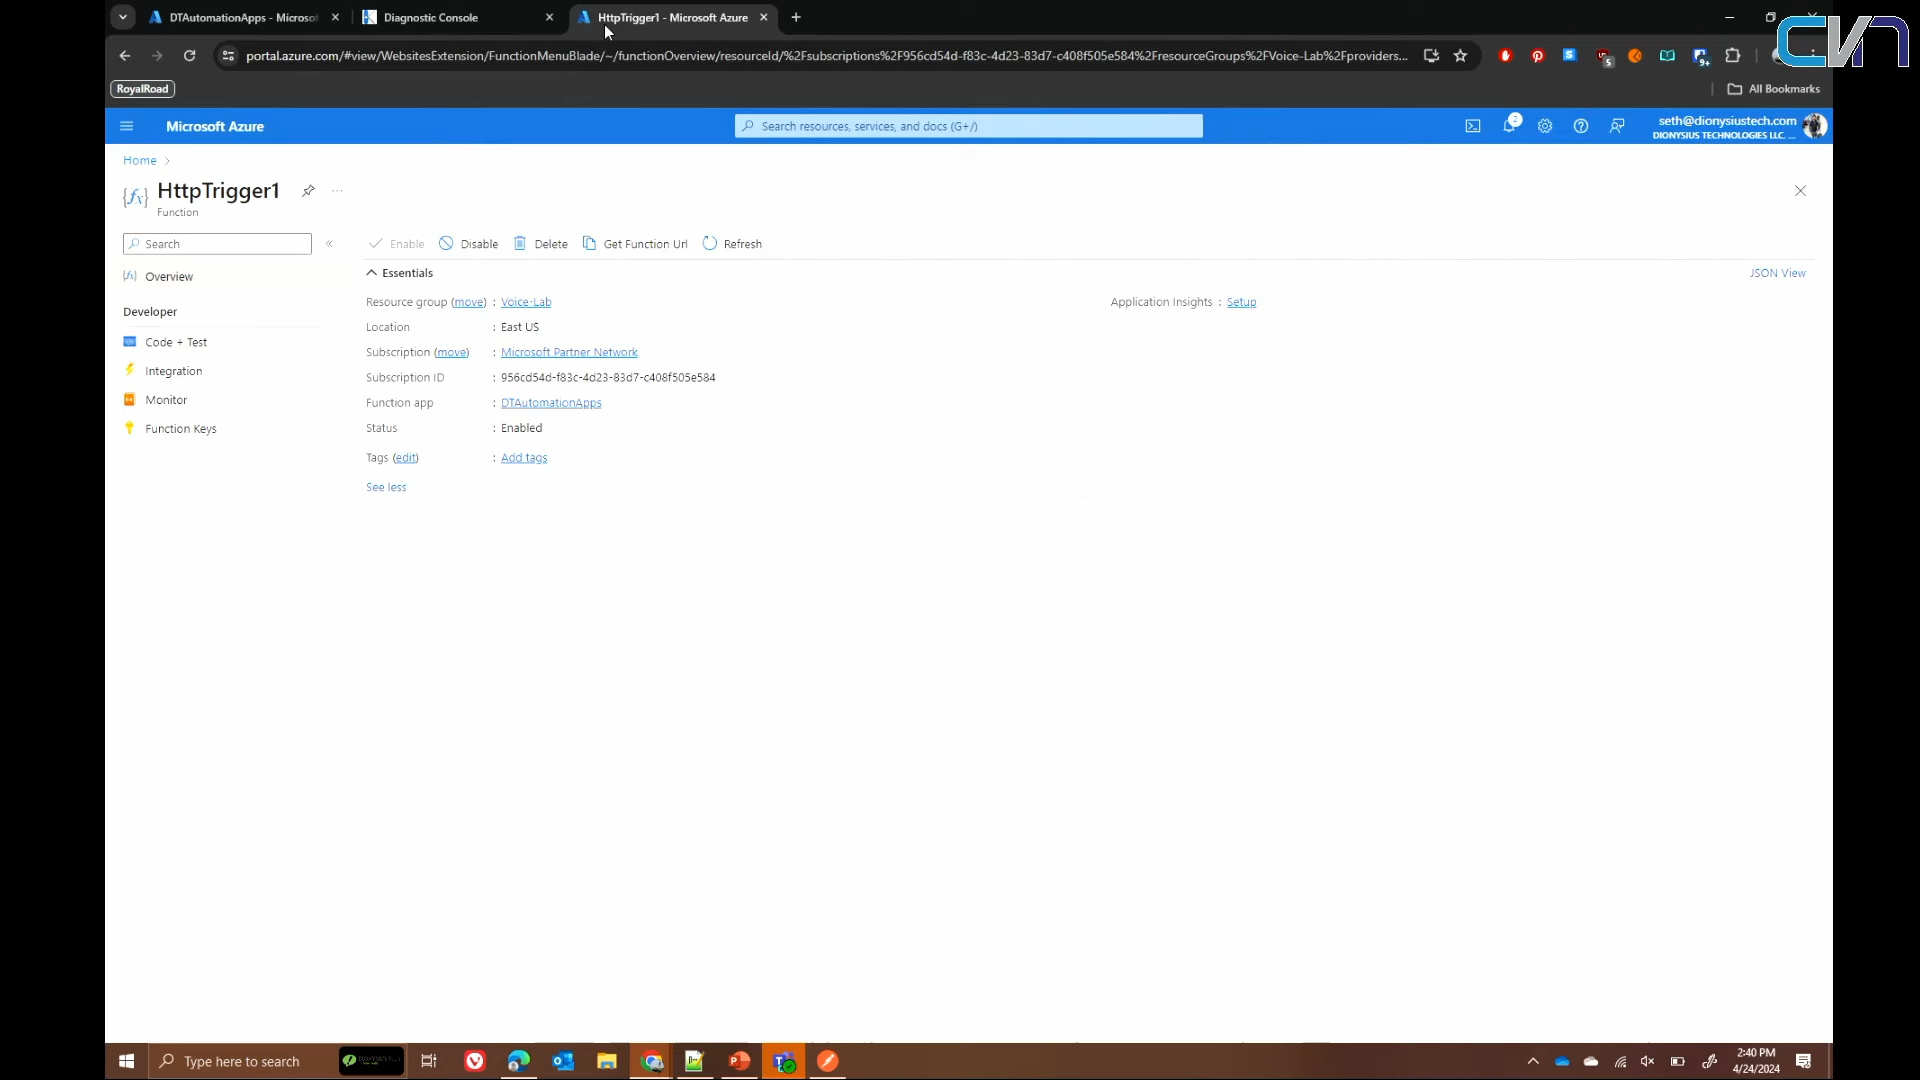 DTAutomationApps - Microsof
Diagnostic Console
HttpTrigger1 - Microsoft Azure
CVN
portal.azure.com/#view/WebsitesExtension/FunctionMenuBlade/~/functionOverview/resourceId/%2Fsubscriptions%2F956cd54d-f83c-4d23-83d7-c408f505e584%2FresourceGroups%2FVoice-Lab%2Fproviders...
5
9+
RoyalRoad
All Bookmarks
Microsoft Azure
Search resources, services, and docs (G+/)
2
seth@dionysiustech.com
DIONYSIUS TECHNOLOGIES LLC. ...
Home >
HttpTrigger1
Function
Search
Enable
Disable
Delete
Get Function Url
Refresh
Overview
Essentials
JSON View
Resource group (move) : Voice-Lab
Application Insights : Setup
Developer
Location : East US
Code + Test
Subscription (move) : Microsoft Partner Network
Integration
Subscription ID : 956cd54d-f83c-4d23-83d7-c408f505e584
Monitor
Function app : DTAutomationApps
Function Keys
Status : Enabled
Tags (edit) : Add tags
See less
Type here to search
2:40 PM
4/24/2024